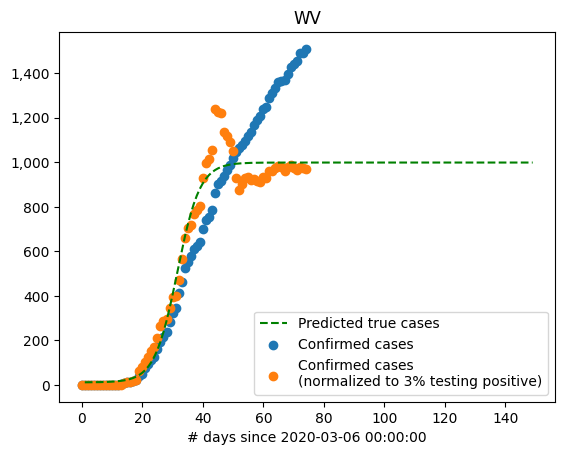 WV
1,400
1,200
1,000
800
600
400
200
0
0 20 40 60 80 100 120 140
# days since 2020-03-06 00:00:00
Predicted true cases
Confirmed cases
Confirmed cases
(normalized to 3% testing positive)